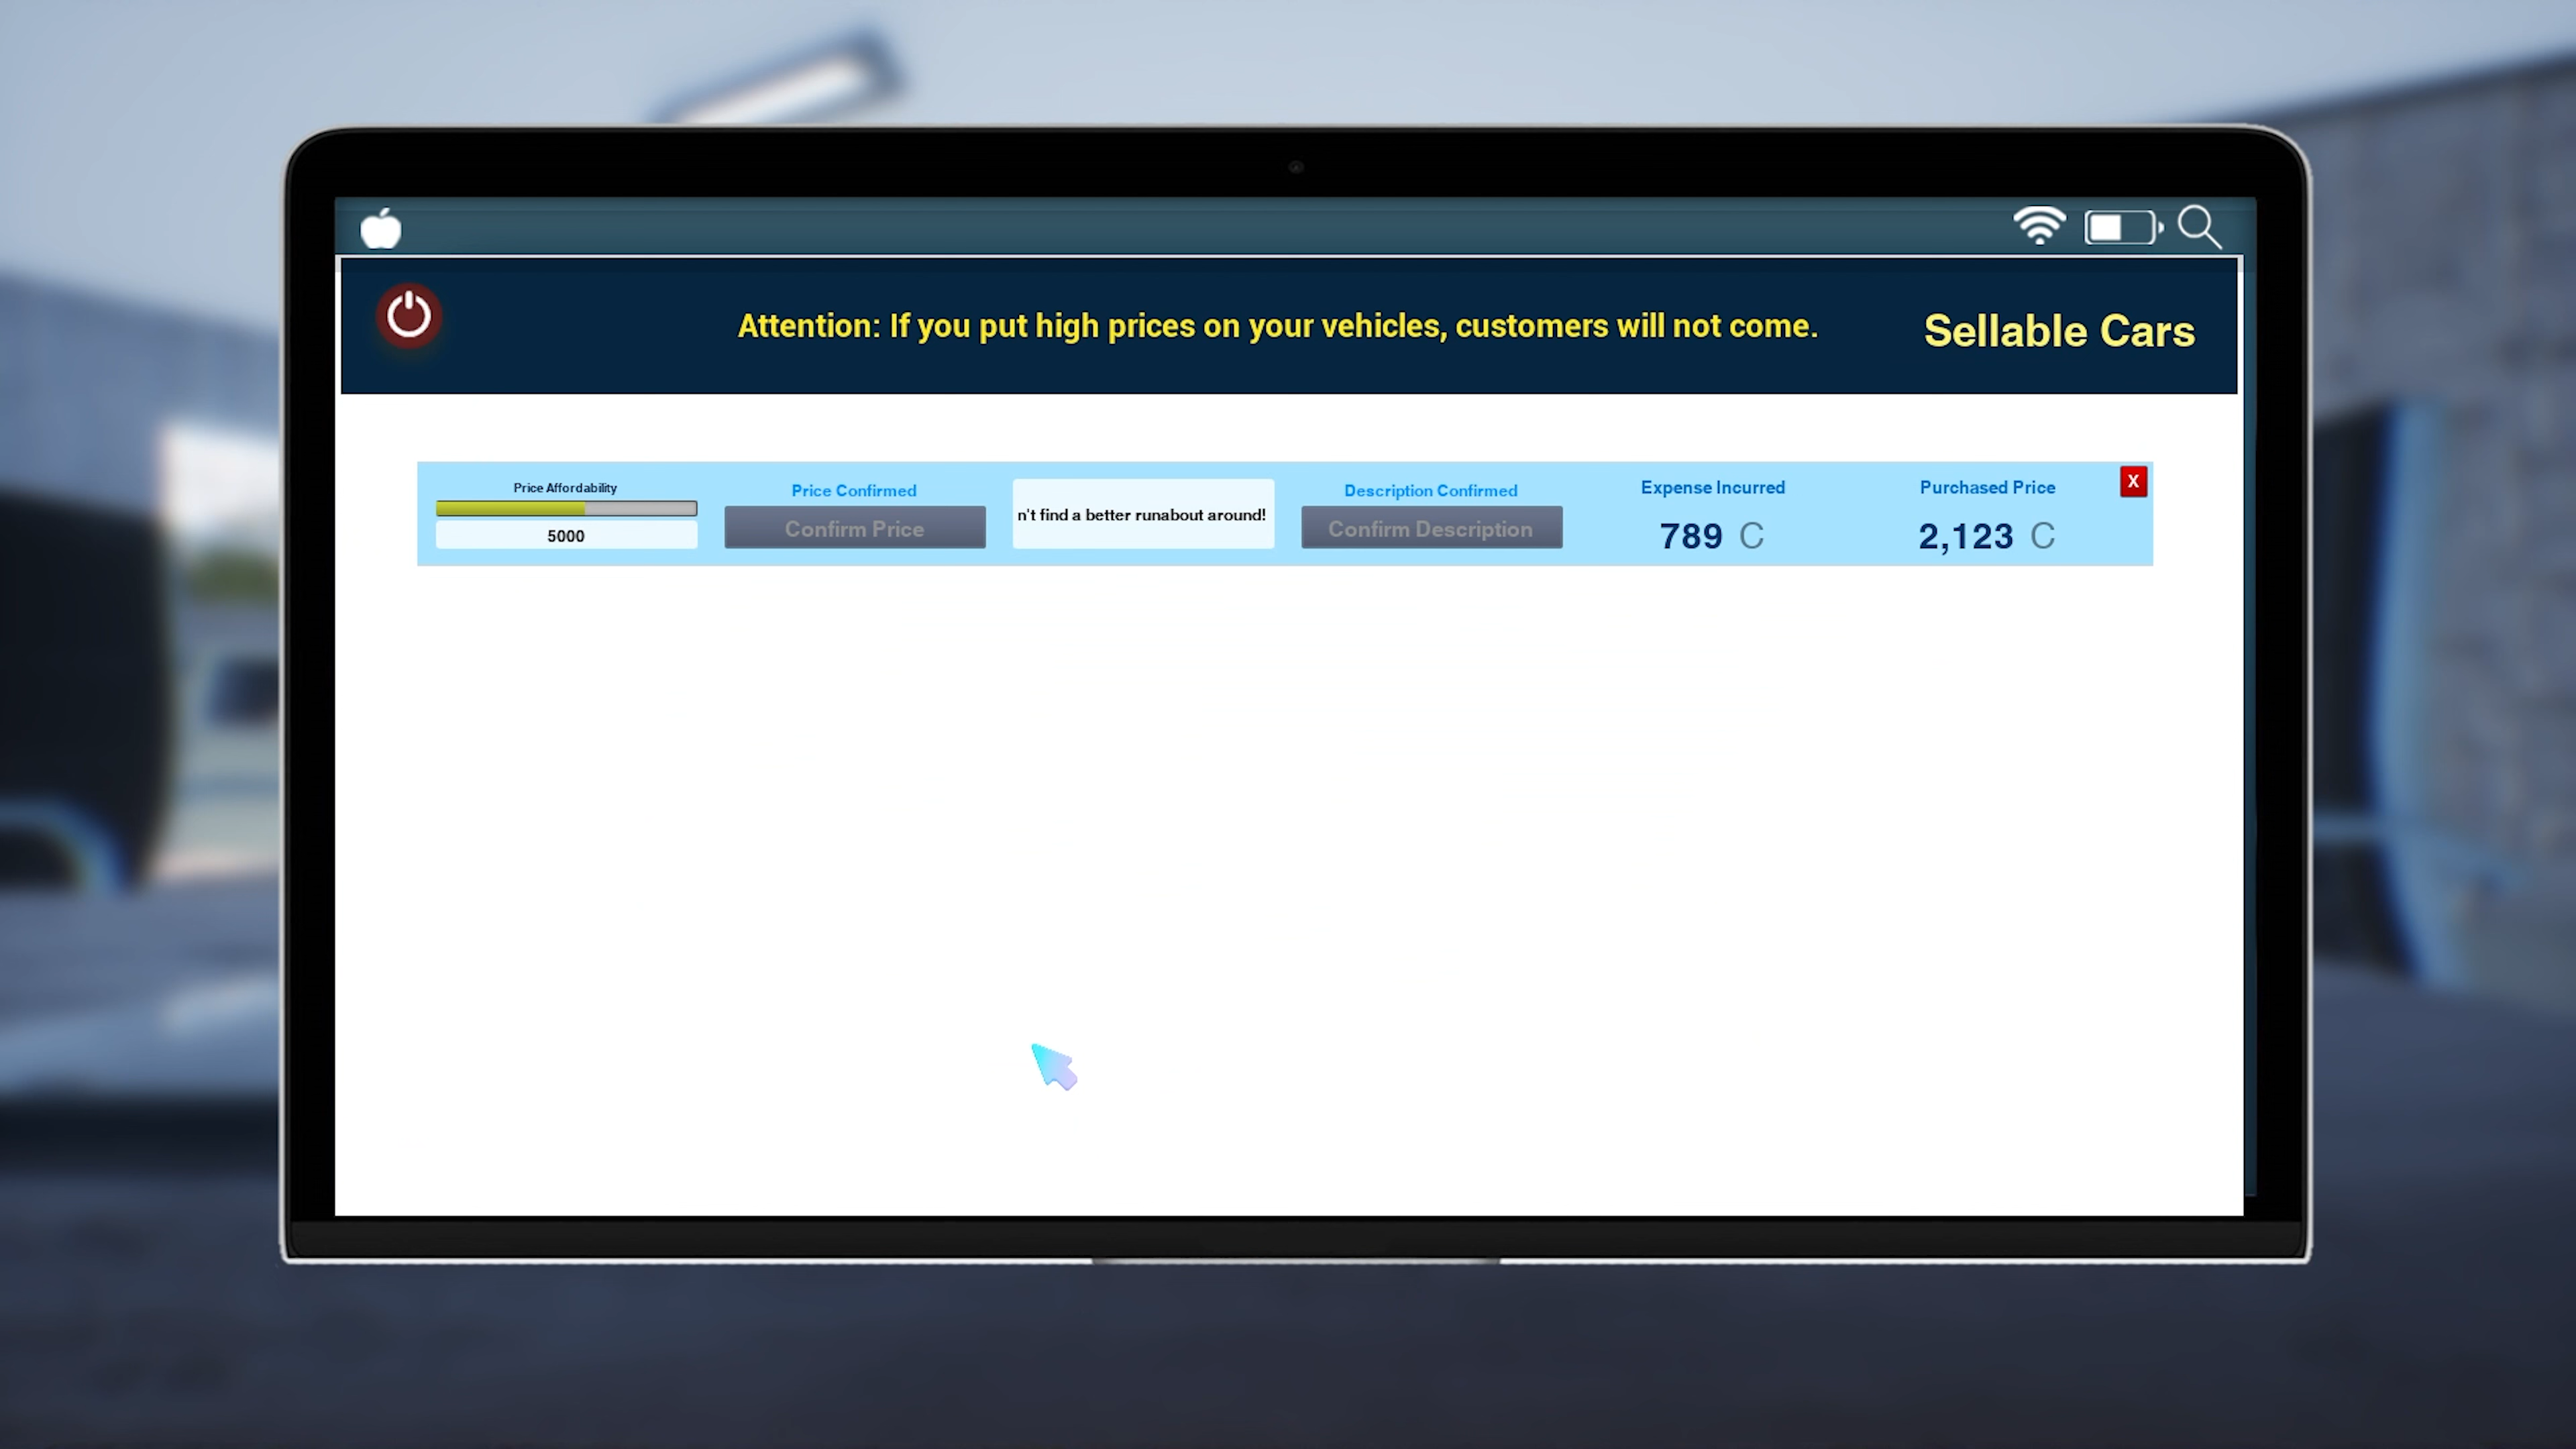 Attention: If you put high prices on your vehicles, customers will not come.
Sellable Cars
Price Affordability
5000
Price Confirmed
Confirm Price
n't find a better runabout around!
Description Confirmed
Confirm Description
Expense Incurred
789 C
Purchased Price
2,123 C
X